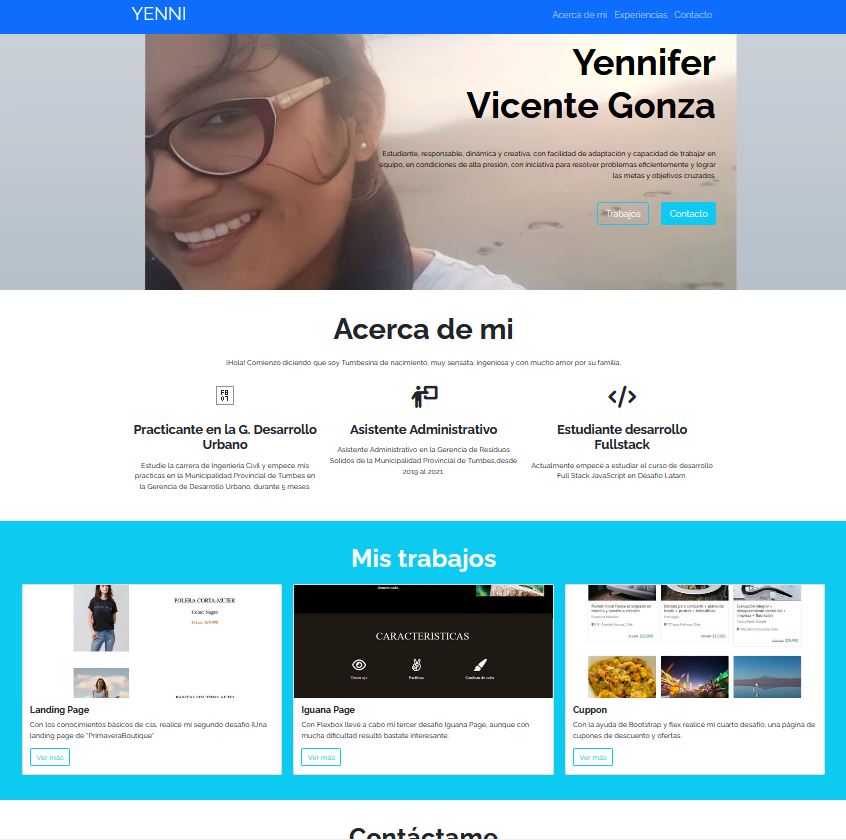 YENNI
Acerca de mi Experiencias Contacto
Yennifer
Vicente Gonza
Estudiante, responsable, dinámica y creativa, con facilidad de adaptación y capacidad de trabajar en
equipo, en condiciones de alta presión, con iniciativa para resolver problemas eficientemente y lograr
las metas y objetivos cruzados.
Trabajos Contacto
Acerca de mi
¡Hola! Comienzo diciendo que soy Tumbesina de nacimiento, muy sensata, ingeniosa y con mucho amor por su familia.
Practicante en la G. Desarrollo
Urbano
Estudie la carrera de Ingenieria Civil y empece mis
practicas en la Municipalidad Provincial de Tumbes en
la Gerencia de Desarrollo Urbano, durante 5 meses.
Asistente Administrativo
Asistente Administrativo en la Gerencia de Residuos
Solidos de la Municipalidad Provincial de Tumbes,desde
2019 al 2021.
Estudiante desarrollo
Fullstack
Actualmente empecé a estudiar el curso de desarrollo
Full Stack JavaScript en Desafío Latam.
Mis trabajos
POLERA CORTA-MUJER
Color: Negro
Landing Page
Con los conocimientos básicos de css, realicé mi segundo desafío ¡Una
landing page de "PrimaveraBoutique"
Ver más
CARACTERISTICAS
Tercer ojo
Pacíficas
Cambian de color
Iguana Page
Con Flexbox llevé a cabo mi tercer desafío Iguana Page, aunque con
mucha dificultad resultó bastate interesante.
Ver más
Cuppon
Con la ayuda de Bootstrap y flex realicé mi cuarto desafío, una página de
cupones de descuento y ofertas.
Ver más
Contáctame